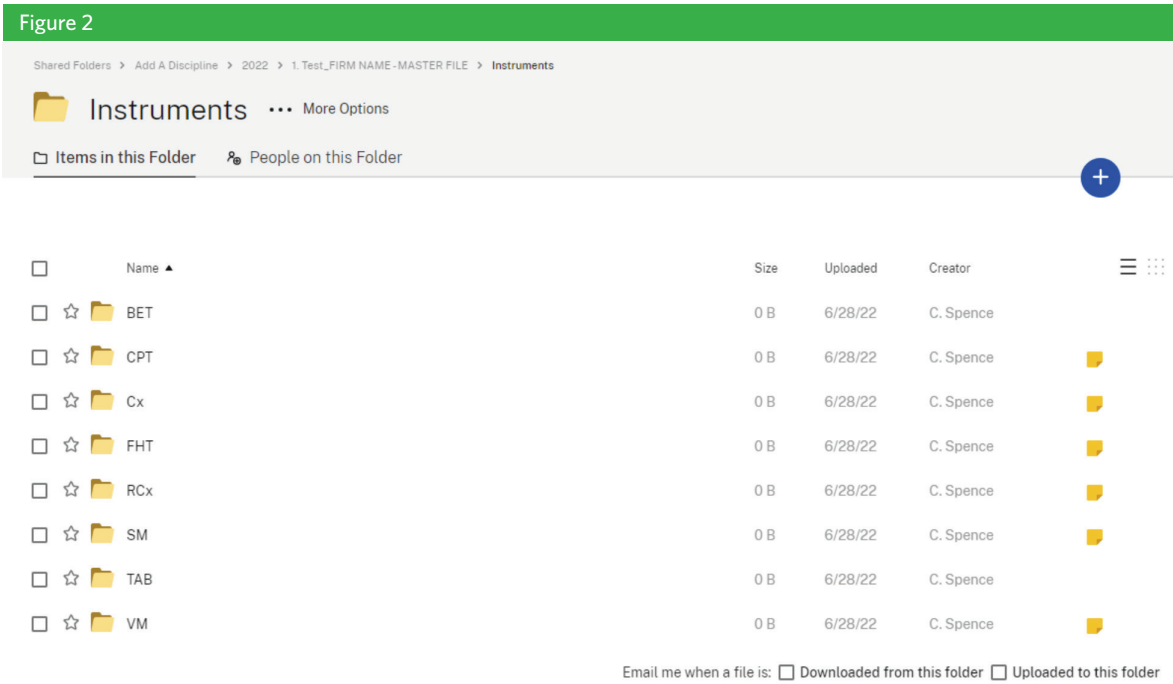 Figure 2
Shared Folders > Add A Discipline > 2022 > 1. Test_FIRM NAME - MASTER FILE > Instruments
Instruments ••• More Options
Items in this Folder People on this Folder
+
Name ▲ Size Uploaded Creator
BET 0 B 6/28/22 C. Spence
CPT 0 B 6/28/22 C. Spence
Cx 0 B 6/28/22 C. Spence
FHT 0 B 6/28/22 C. Spence
RCx 0 B 6/28/22 C. Spence
SM 0 B 6/28/22 C. Spence
TAB 0 B 6/28/22 C. Spence
VM 0 B 6/28/22 C. Spence
Email me when a file is: Downloaded from this folder Uploaded to this folder